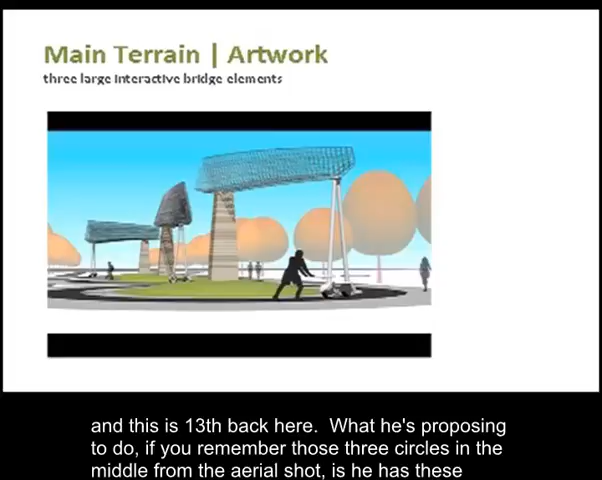 Main Terrain | Artwork
three large interactive bridge elements
and this is 13th back here.  What he's proposing
to do, if you remember those three circles in the
middle from the aerial shot, is he has these